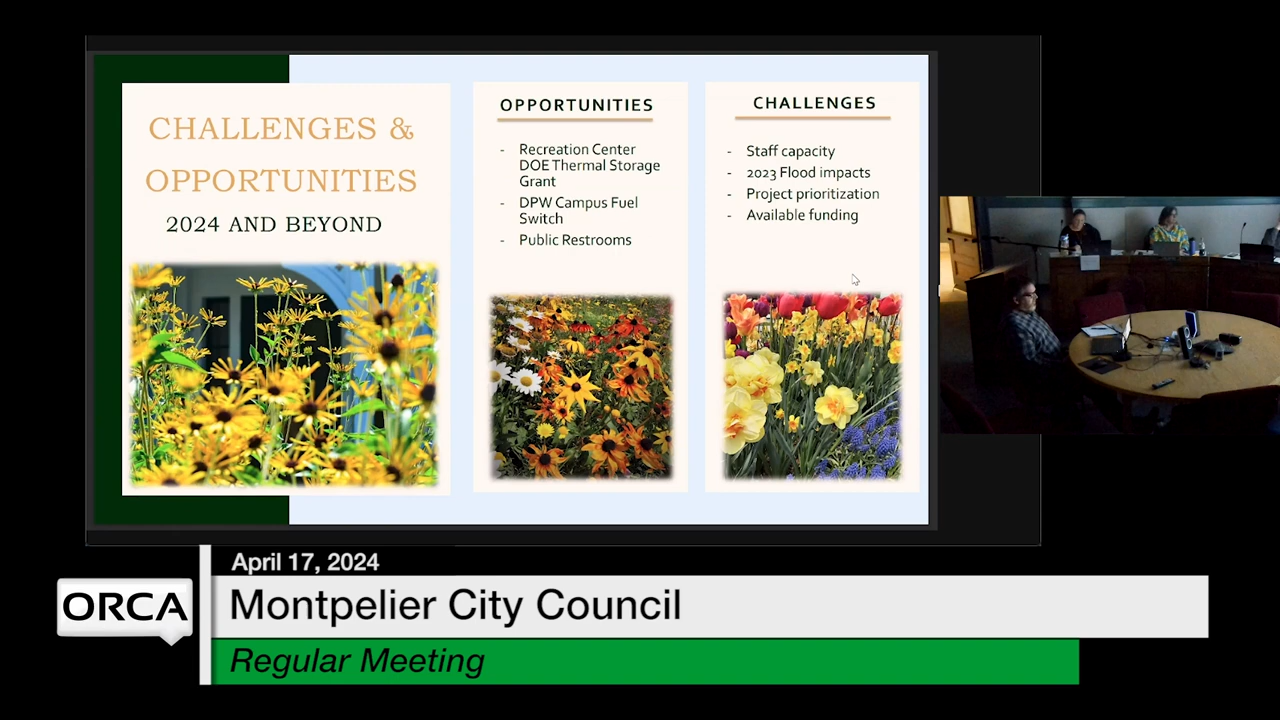 CHALLENGES &
OPPORTUNITIES
2024 AND BEYOND
OPPORTUNITIES
- Recreation Center
DOE Thermal Storage
Grant
- DPW Campus Fuel
Switch
- Public Restrooms
CHALLENGES
- Staff capacity
- 2023 Flood impacts
- Project prioritization
- Available funding
April 17, 2024
ORCA
Montpelier City Council
Regular Meeting